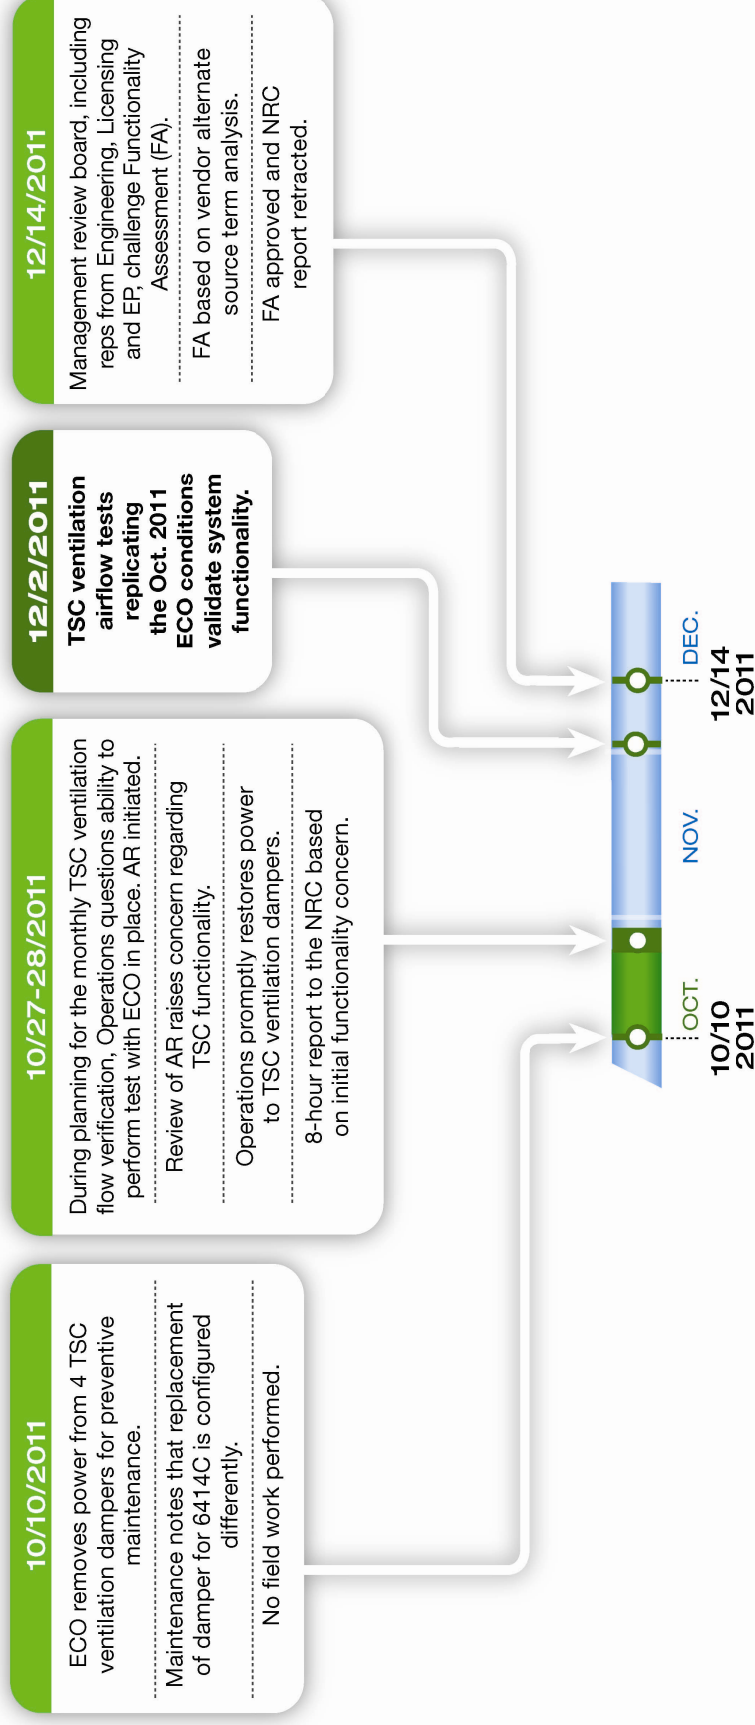 10/10/2011
ECO removes power from 4 TSC
ventilation dampers for preventive
maintenance.
Maintenance notes that replacement
of damper for 6414C is configured
differently.
No field work performed.
10/27-28/2011
During planning for the monthly TSC ventilation
flow verification, Operations questions ability to
perform test with ECO in place. AR initiated.
Review of AR raises concern regarding
TSC functionality.
Operations promptly restores power
to TSC ventilation dampers.
8-hour report to the NRC based
on initial functionality concern.
12/2/2011
TSC ventilation
airflow tests
replicating
the Oct. 2011
ECO conditions
validate system
functionality.
12/14/2011
Management review board, including
reps from Engineering, Licensing
and EP, challenge Functionality
Assessment (FA).
FA based on vendor alternate
source term analysis.
FA approved and NRC
report retracted.
OCT.
NOV.
DEC.
10/10
2011
12/14
2011